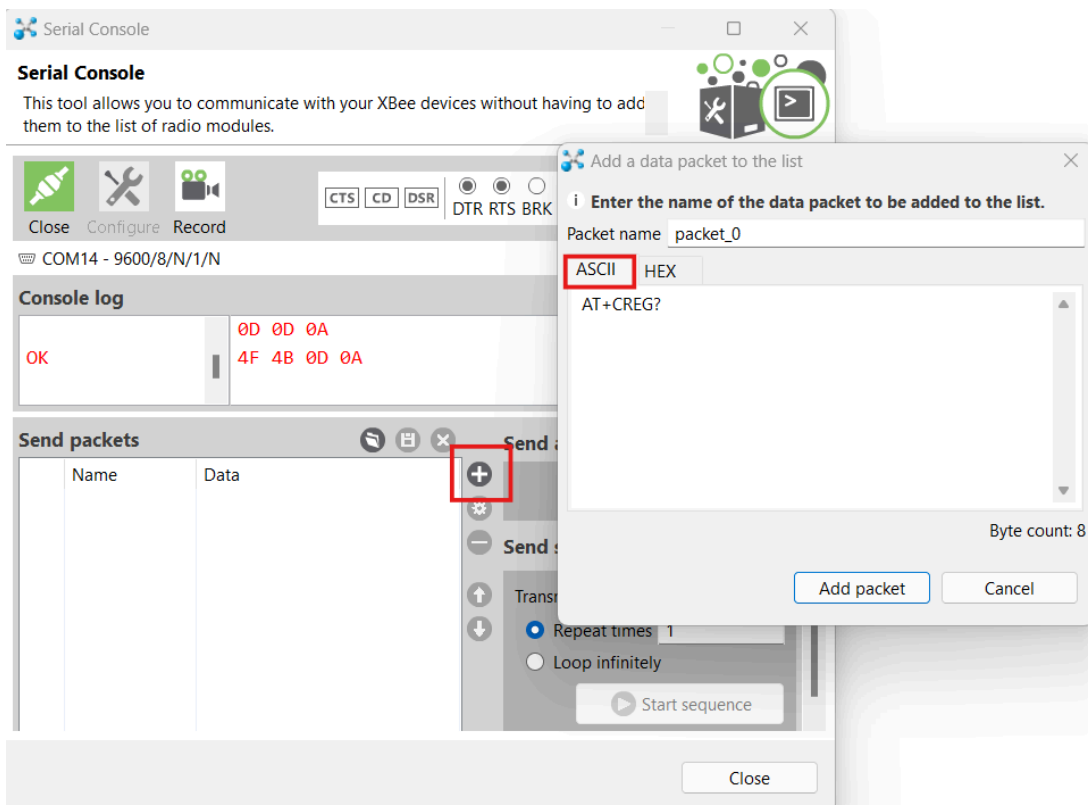 Serial Console
Serial Console
This tool allows you to communicate with your XBee devices without having to add
them to the list of radio modules.
Close Configure Record
CTS CD DSR DTR RTS BRK
COM14 - 9600/8/N/1/N
Console log
0D 0D 0A
OK 4F 4B 0D 0A
Send packets
Name Data
Send
Send
Repeat times 1
Loop infinitely
Start sequence
Close
Add a data packet to the list
Enter the name of the data packet to be added to the list.
Packet name packet_0
ASCII HEX
AT+CREG?
Byte count: 8
Add packet Cancel